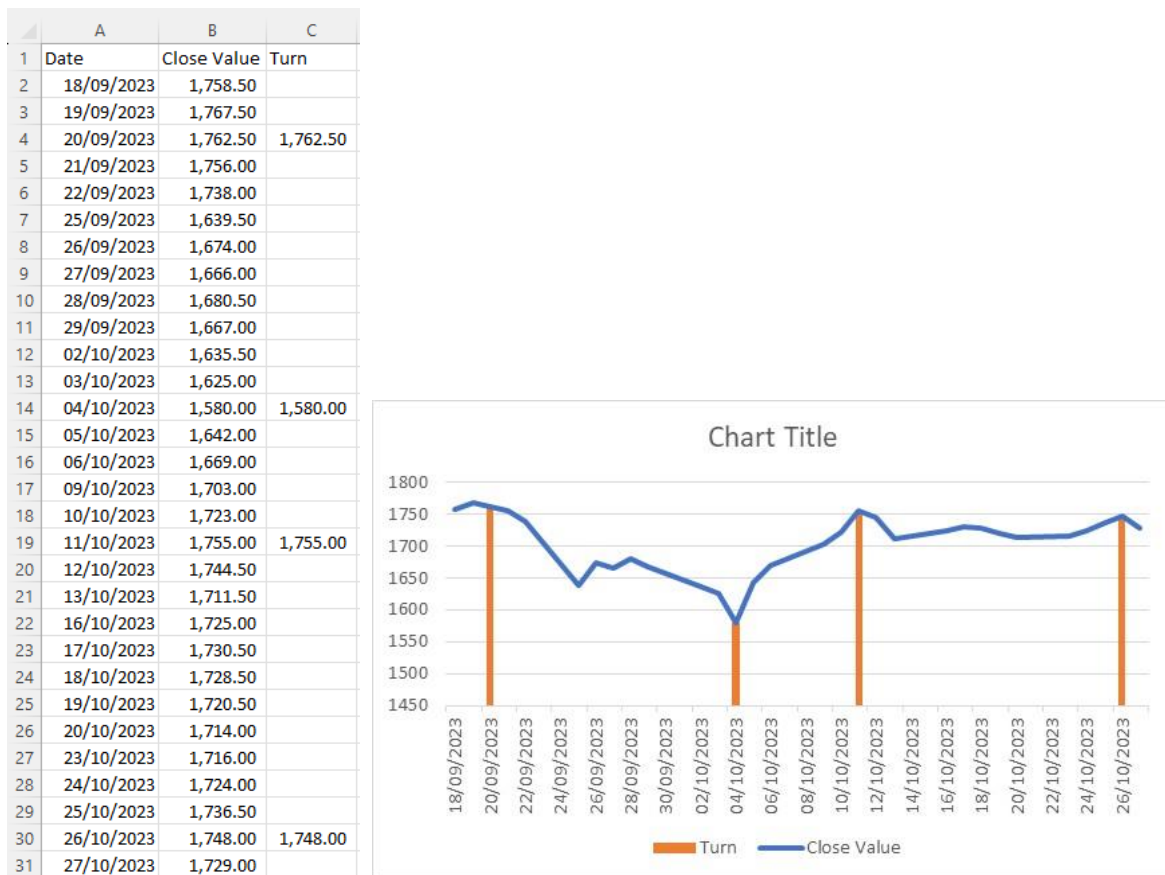 A B C
1 Date Close Value Turn
2 18/09/2023 1,758.50
3 19/09/2023 1,767.50
4 20/09/2023 1,762.50 1,762.50
5 21/09/2023 1,756.00
6 22/09/2023 1,738.00
7 25/09/2023 1,639.50
8 26/09/2023 1,674.00
9 27/09/2023 1,666.00
10 28/09/2023 1,680.50
11 29/09/2023 1,667.00
12 02/10/2023 1,635.50
13 03/10/2023 1,625.00
14 04/10/2023 1,580.00 1,580.00
15 05/10/2023 1,642.00
16 06/10/2023 1,669.00
17 09/10/2023 1,703.00
18 10/10/2023 1,723.00
19 11/10/2023 1,755.00 1,755.00
20 12/10/2023 1,744.50
21 13/10/2023 1,711.50
22 16/10/2023 1,725.00
23 17/10/2023 1,730.50
24 18/10/2023 1,728.50
25 19/10/2023 1,720.50
26 20/10/2023 1,714.00
27 23/10/2023 1,716.00
28 24/10/2023 1,724.00
29 25/10/2023 1,736.50
30 26/10/2023 1,748.00 1,748.00
31 27/10/2023 1,729.00
Chart Title
1800
1750
1700
1650
1600
1550
1500
1450
18/09/2023
20/09/2023
22/09/2023
24/09/2023
26/09/2023
28/09/2023
30/09/2023
02/10/2023
04/10/2023
06/10/2023
08/10/2023
10/10/2023
12/10/2023
14/10/2023
16/10/2023
18/10/2023
20/10/2023
22/10/2023
24/10/2023
26/10/2023
Turn Close Value